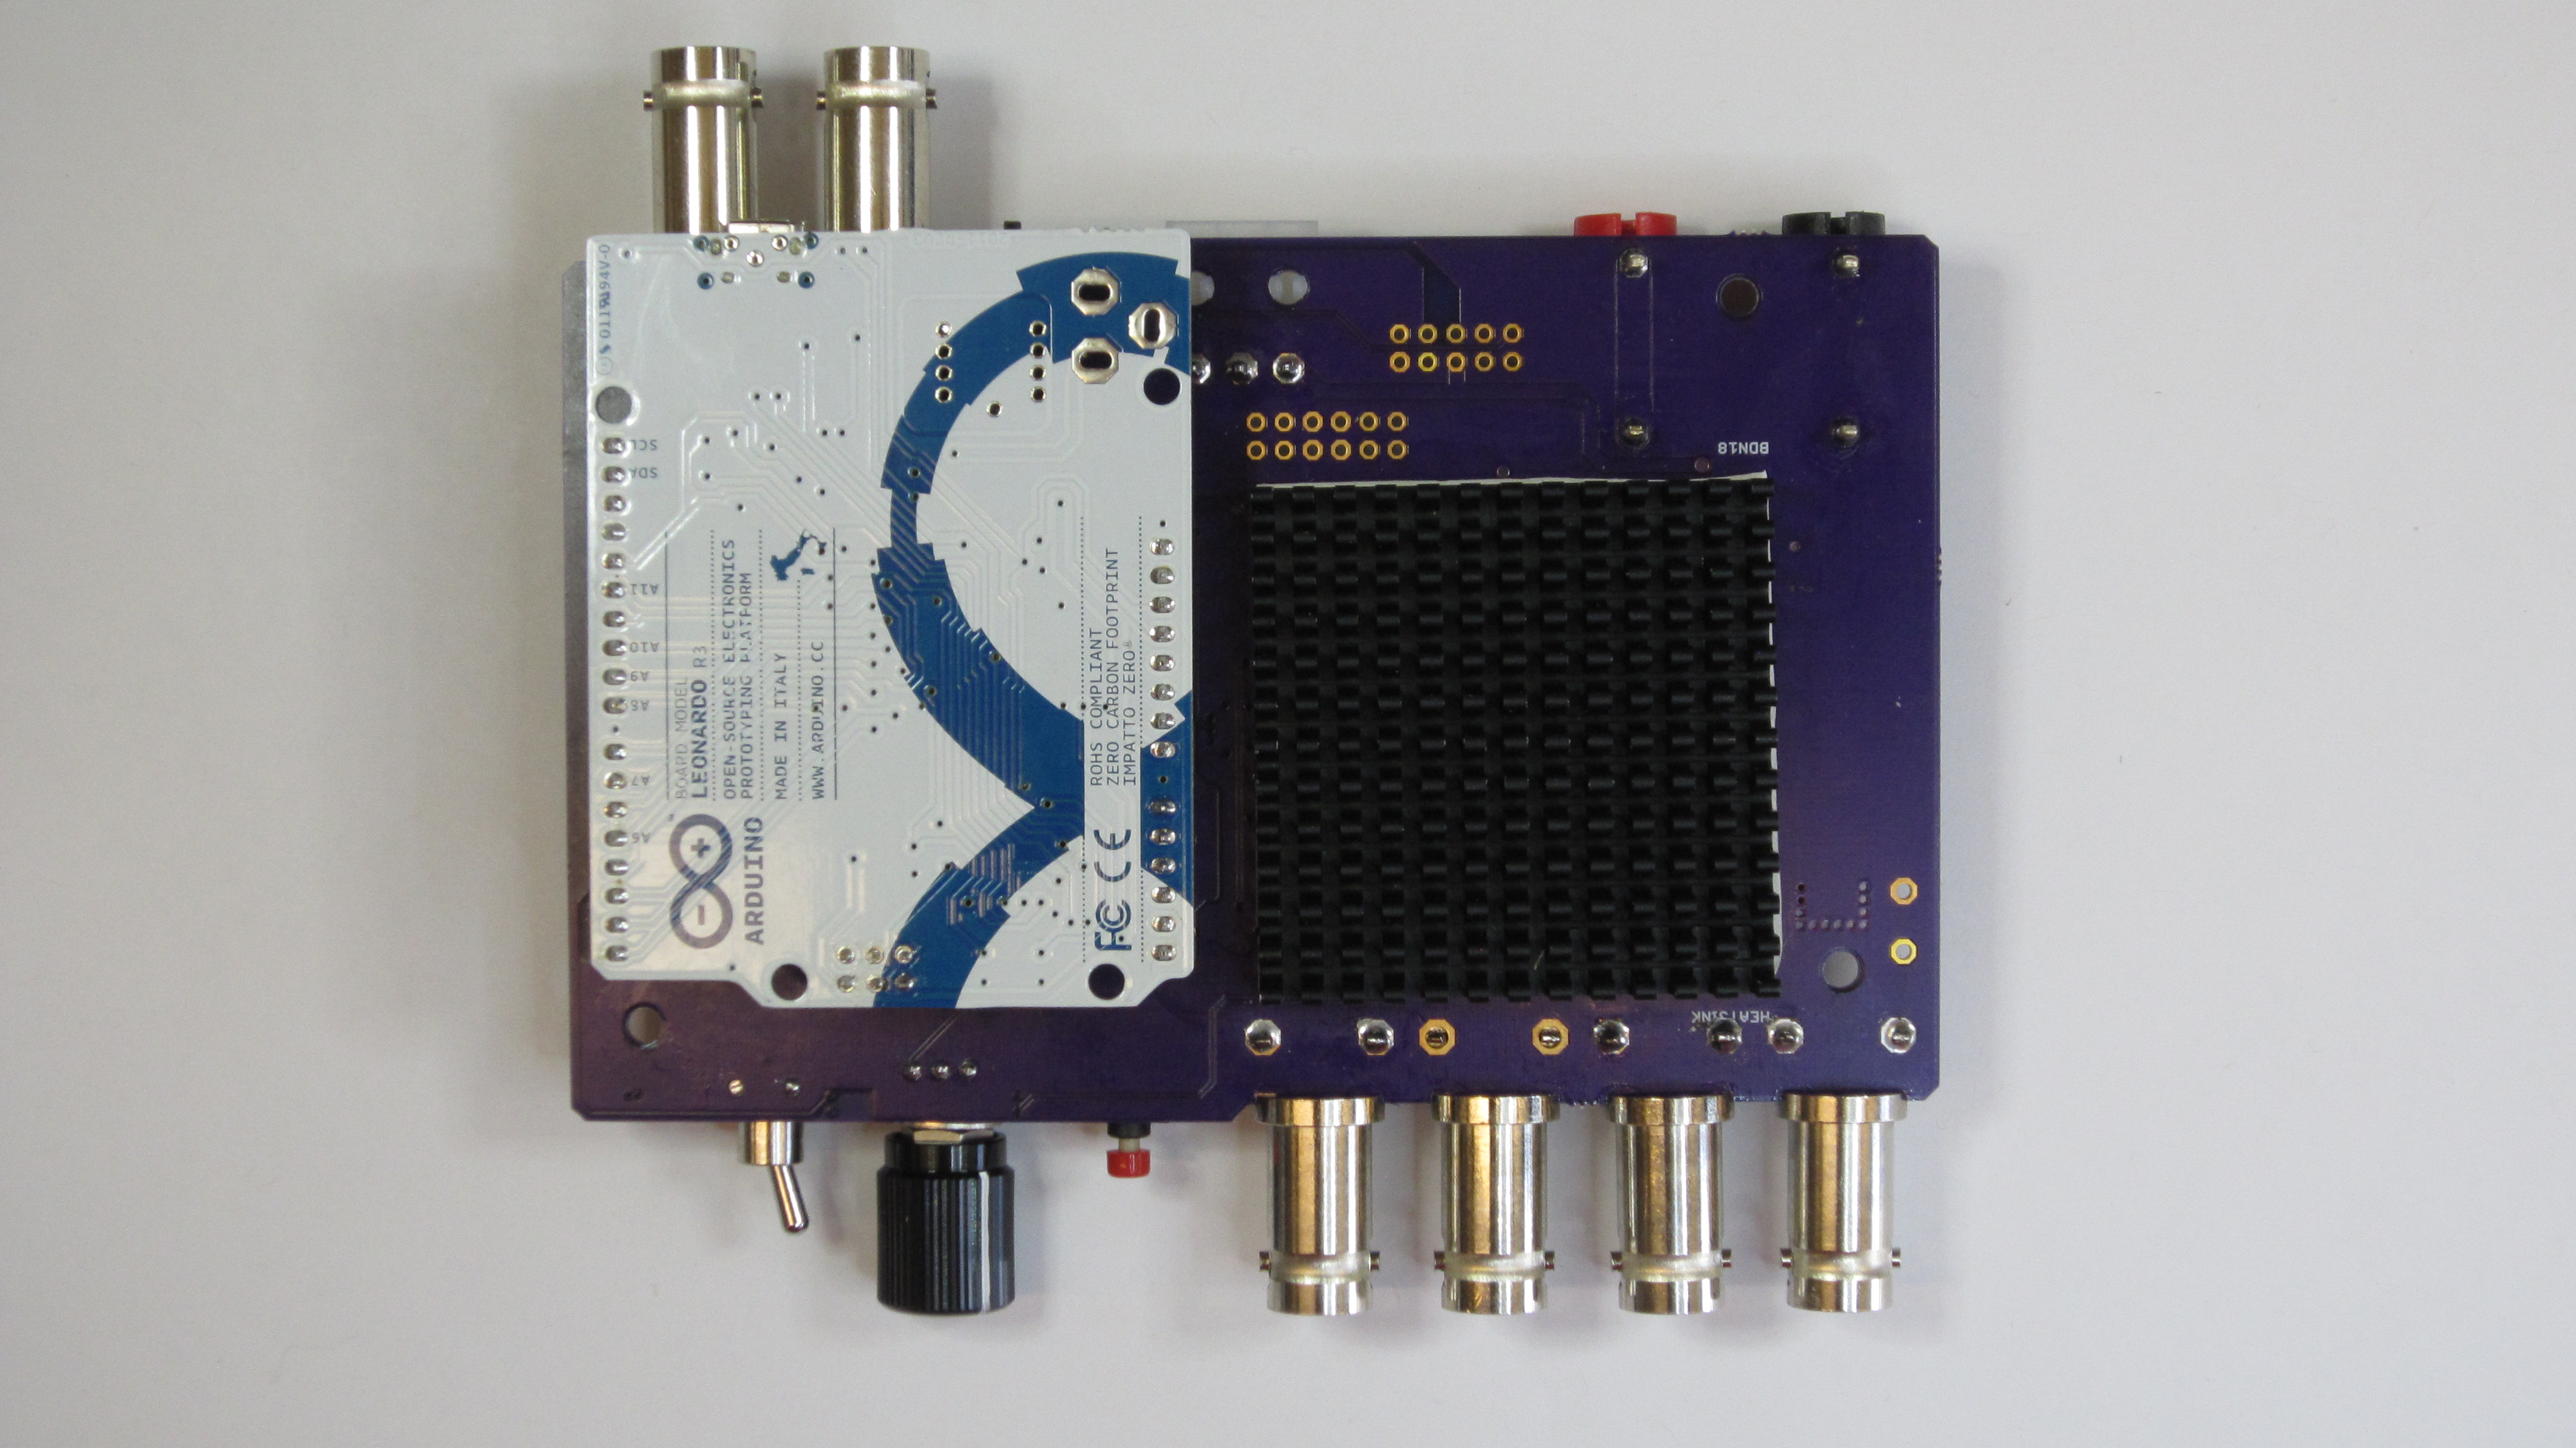 94V-0
SCL
SDA
A11
A10
A9
A8
A7
A6
BOARD MODEL
LEONARDO R3
OPEN-SOURCE ELECTRONICS
PROTOTYPING PLATFORM
MADE IN ITALY
WWW.ARDUINO.CC
ARDUINO
ROHS COMPLIANT
ZERO CARBON FOOTPRINT
IMPATTO ZERO®
FC CE
BDN18
HEATSINK